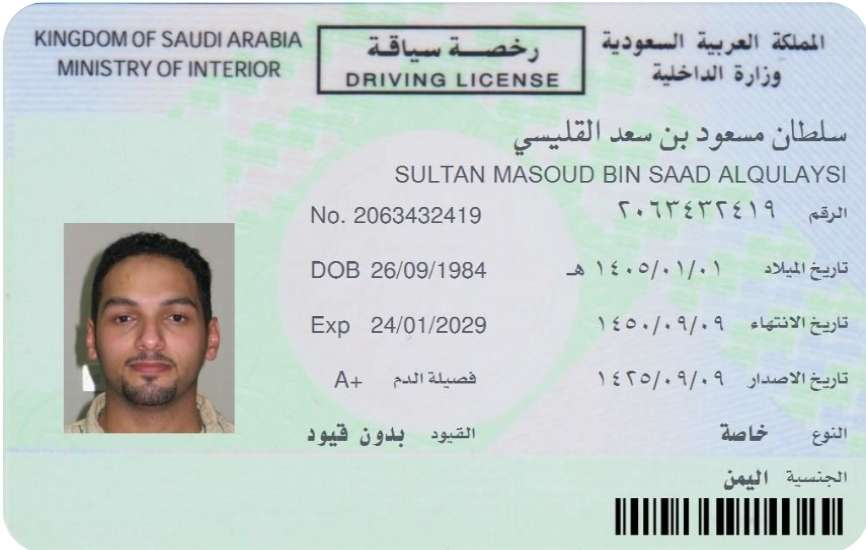 KINGDOM OF SAUDI ARABIA
MINISTRY OF INTERIOR
رخصة سياقة
DRIVING LICENSE
المملكة العربية السعودية
وزارة الداخلية
سلطان مسعود بن سعد القليسي
SULTAN MASOUD BIN SAAD ALQULAYSI
No. 2063432419 الرقم ٢٠٦٣٤٣٢٤١٩
DOB 26/09/1984 تاريخ الميلاد ١٤٠٥/٠١/٠١ هـ
Exp 24/01/2029 تاريخ الانتهاء ١٤٥٠/٠٩/٠٩
A+ فصيلة الدم تاريخ الاصدار ١٤٢٥/٠٩/٠٩
النوع خاصة القيود بدون قيود
الجنسية اليمن